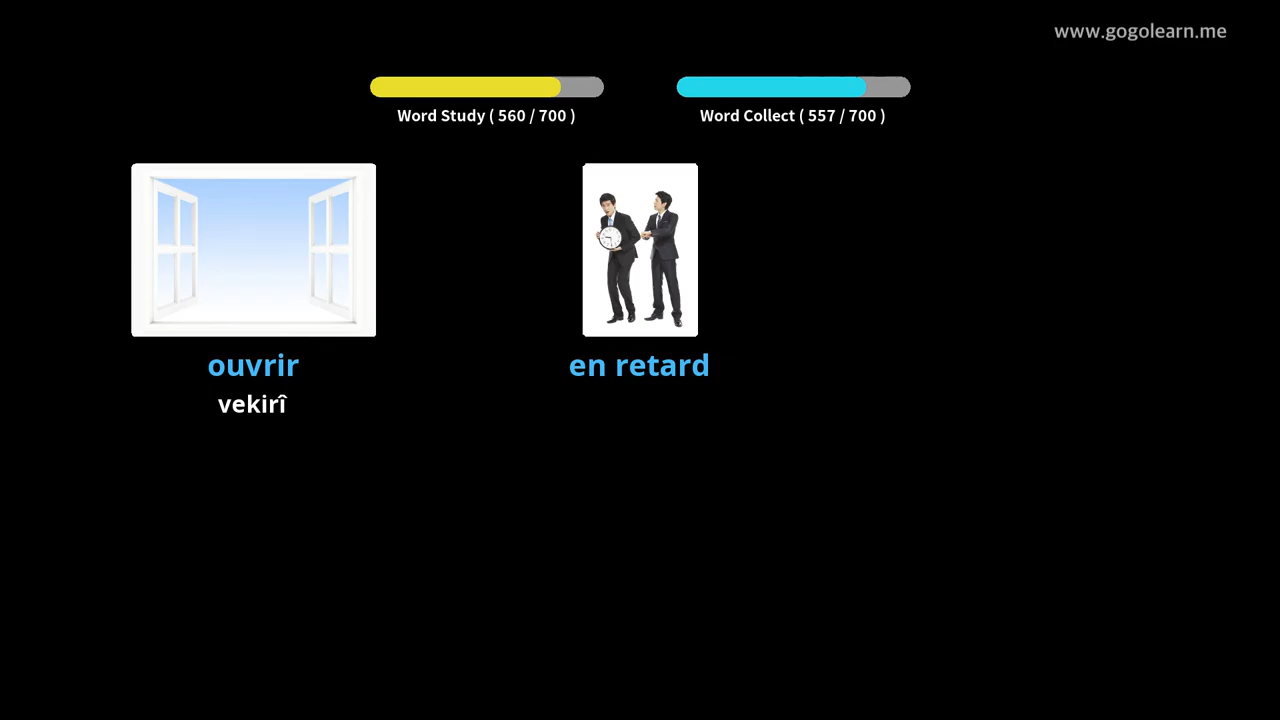 www.gogolearn.me
Word Study ( 560 / 700 )
Word Collect ( 557 / 700 )
ouvrir
en retard
vekirî